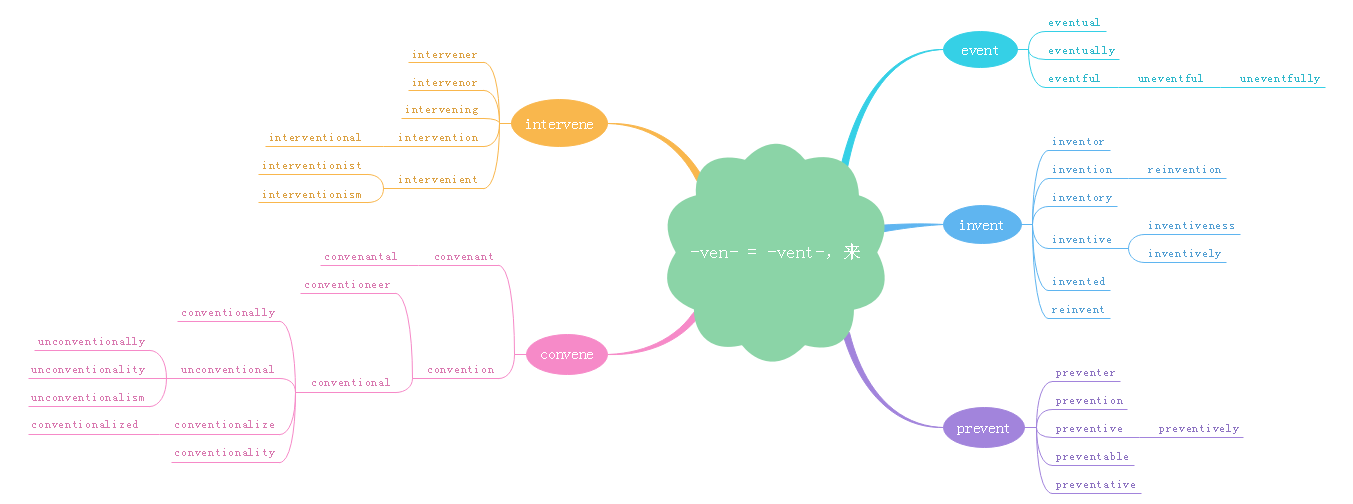 -ven- = -vent-, 来
event
eventual
eventually
eventful
uneventful
uneventfully
invent
inventor
invention
reinvention
inventory
inventive
inventiveness
inventively
invented
reinvent
prevent
preventer
prevention
preventive
preventively
preventable
preventative
intervene
intervener
intervenor
intervening
intervention
interventional
intervenient
interventionist
interventionism
convene
convenant
convenantal
convention
conventioneer
conventional
conventionally
unconventional
unconventionally
unconventionality
unconventionalism
conventionalize
conventionalized
conventionality